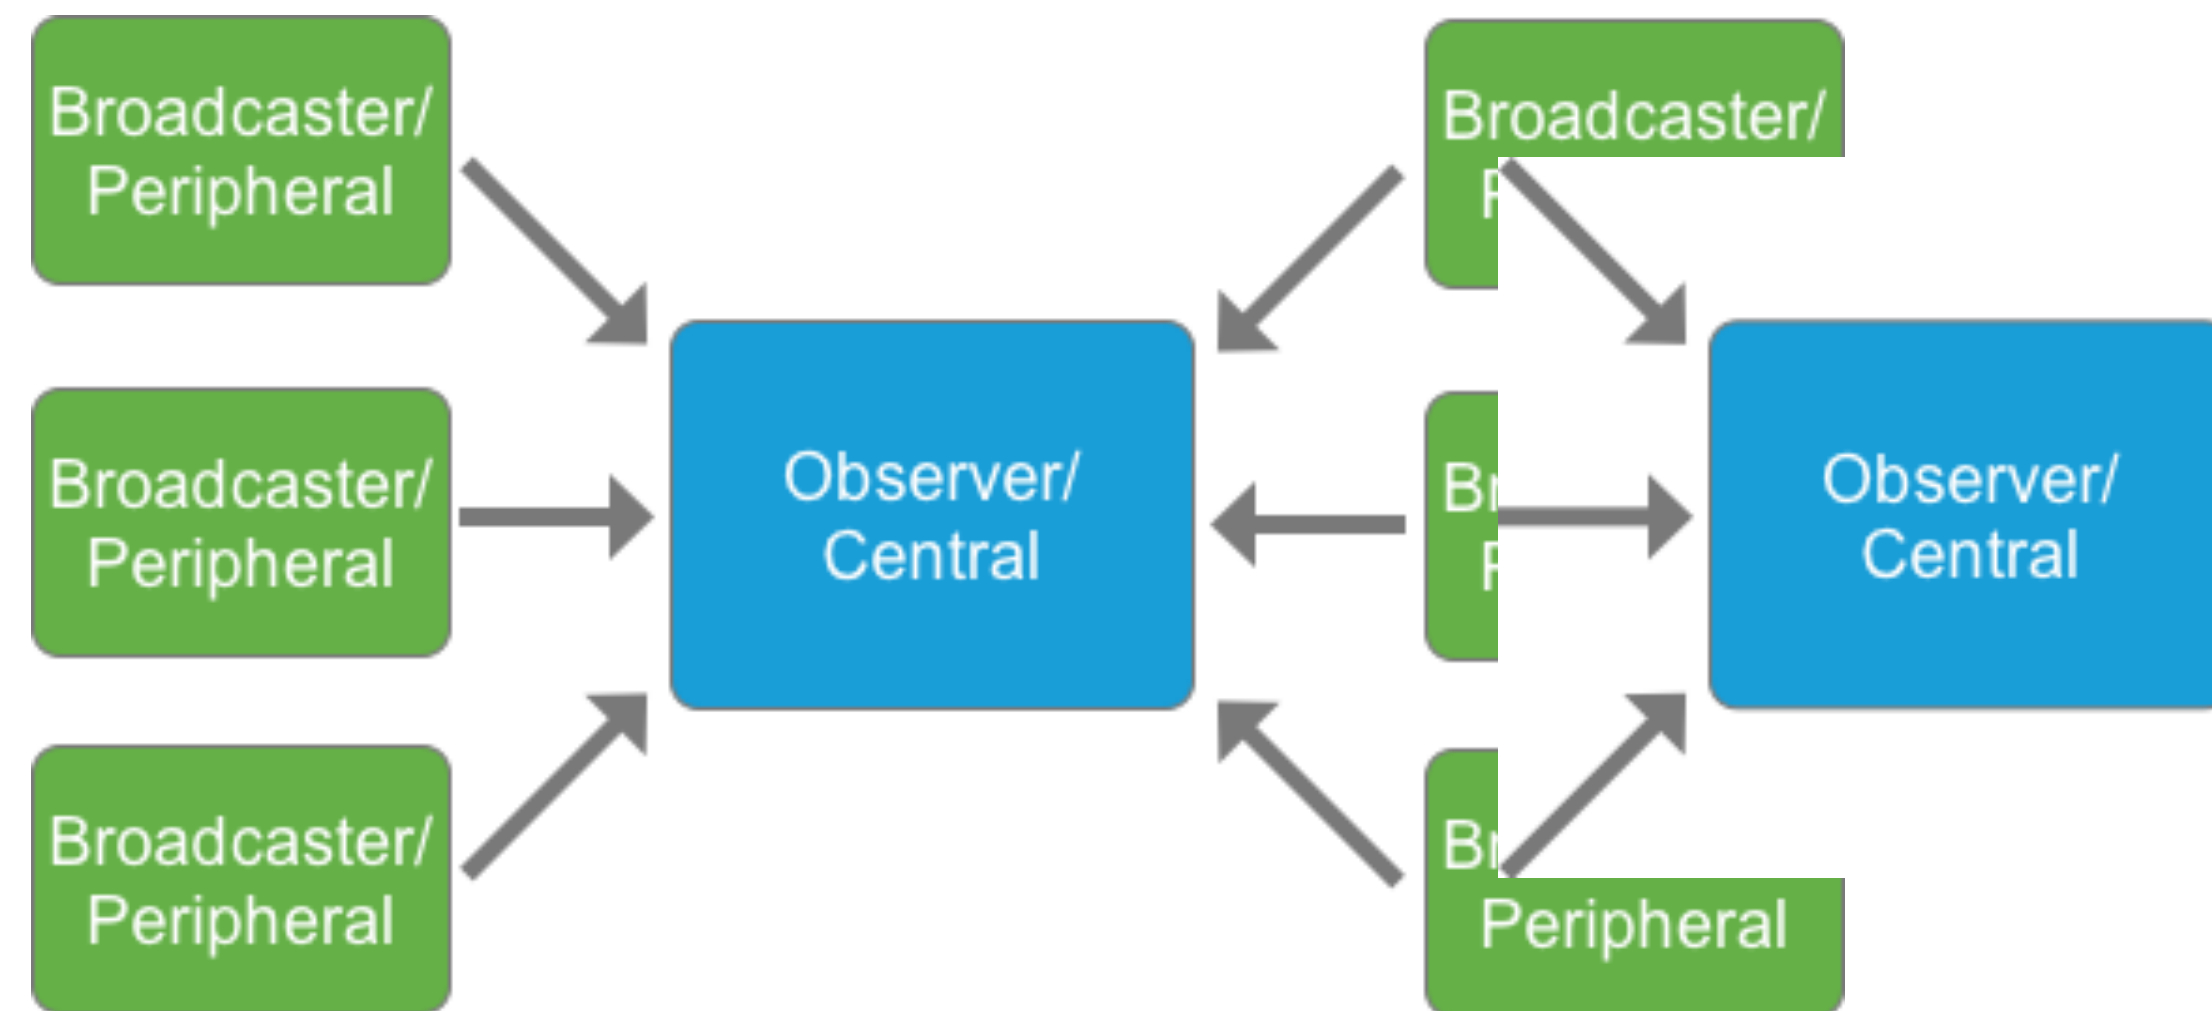 Broadcaster/
Peripheral
Broadcaster/
Peripheral
Broadcaster/
Peripheral
Observer/
Central
Broadcaster/
Peripheral
Observer/
Central